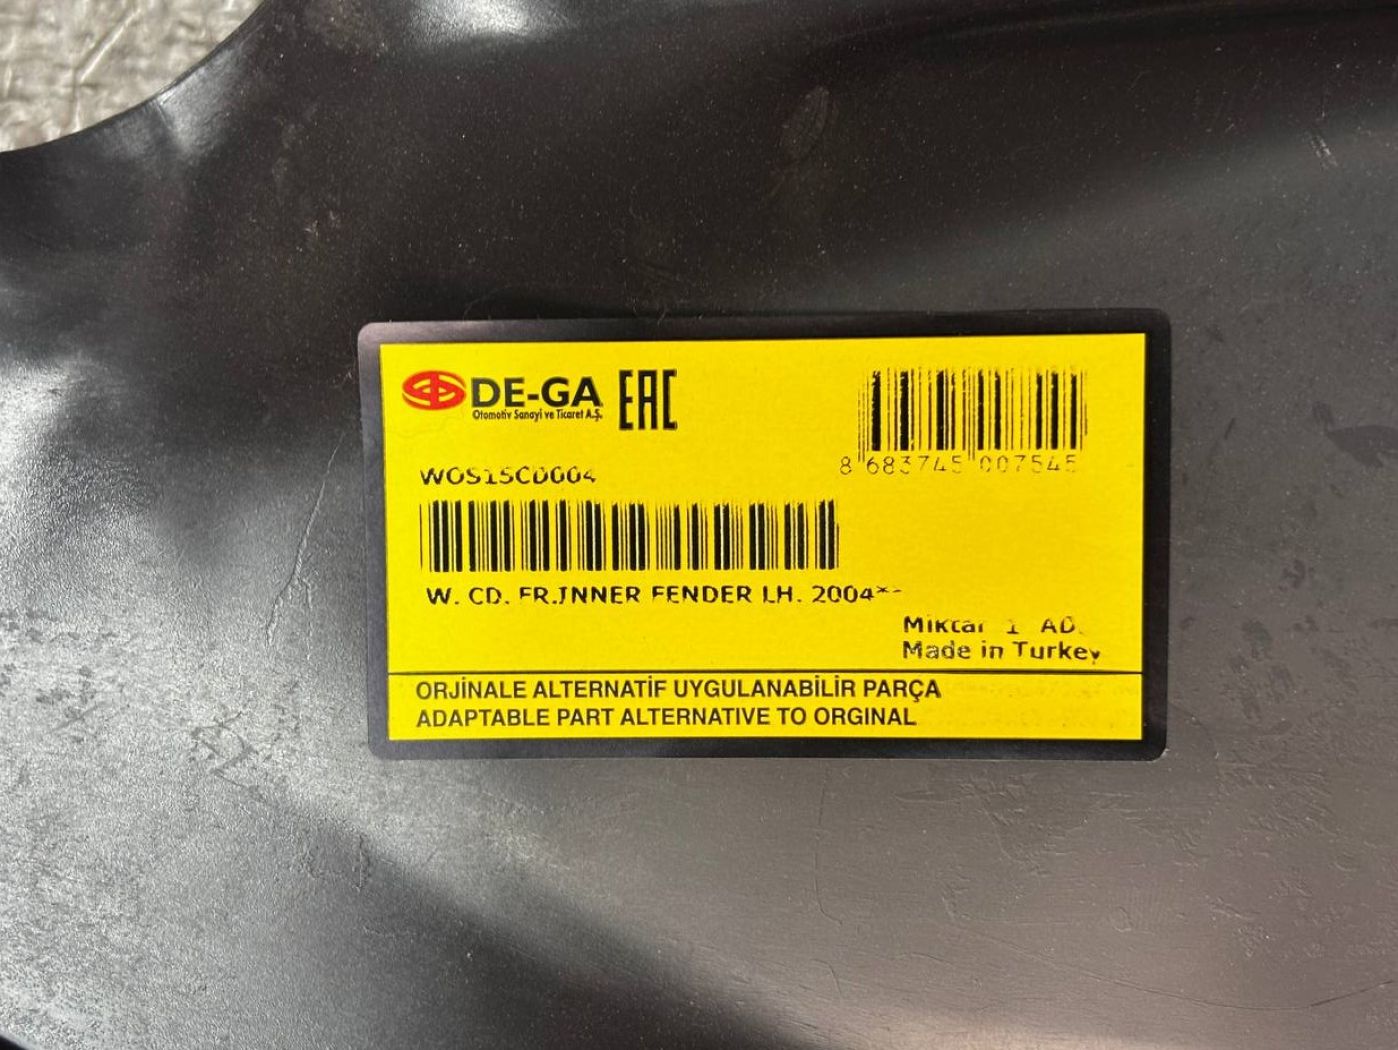 DE-GA EAC
Otomotiv Sanayi ve Ticaret A.Ş.
8 683745 007545
WOS15CD004
W. CD. FR.INNER FENDER LH. 2004*-
Miktar 1 AD.
Made in Turkey
ORJİNALE ALTERNATİF UYGULANABİLİR PARÇA
ADAPTABLE PART ALTERNATIVE TO ORGINAL